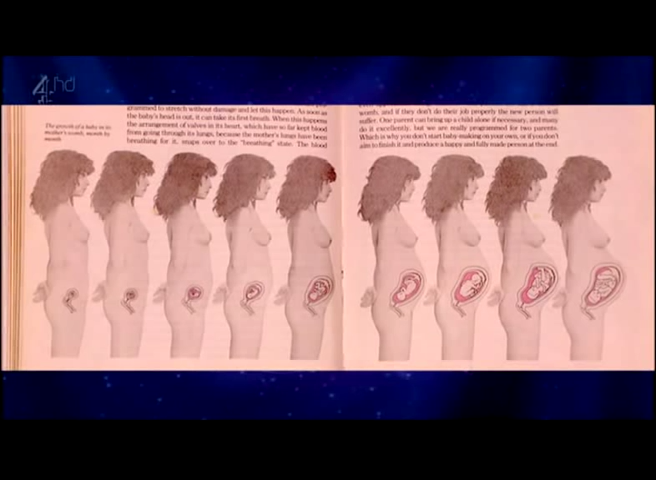 4hd
grammed to stretch without damage and let this happen. As soon as
the baby's head is out, it can take its first breath. When this happens
the arrangement of valves in its heart, which have so far kept blood
from going through its lungs, because the mother's lungs have been
breathing for it, snaps over to the "breathing" state. The blood
The growth of a baby in its
mother's womb, month by
month
womb, and if they don't do their job properly the new person will
suffer. One parent can bring up a child alone if necessary, and many
do it excellently, but we are really programmed for two parents.
Which is why you don't start baby-making on your own, or if you don't
aim to finish it and produce a happy and fully made person at the end.